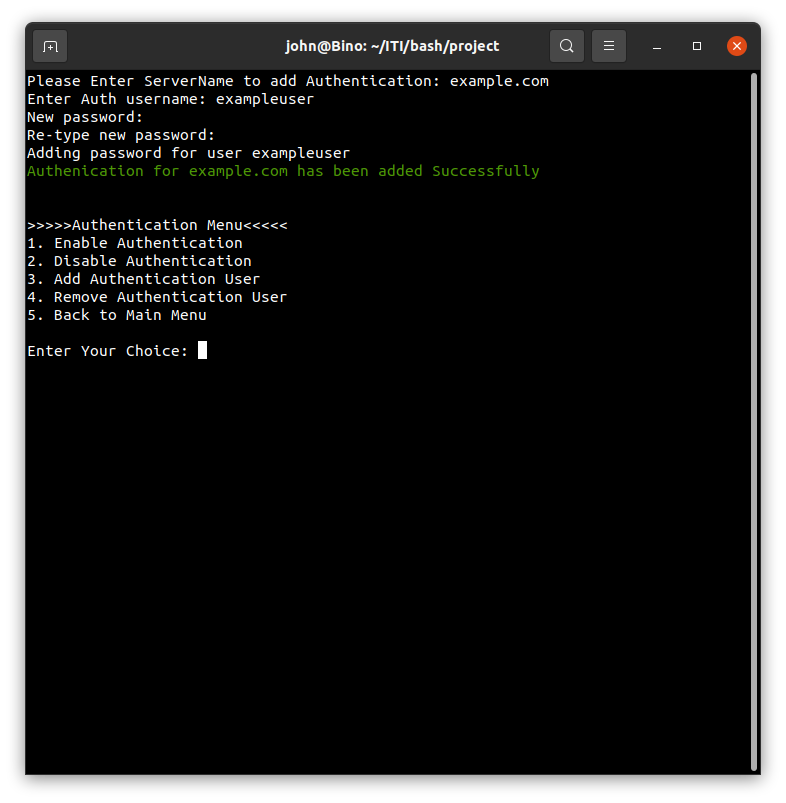 john@Bino: ~/ITI/bash/project
Please Enter ServerName to add Authentication: example.com
Enter Auth username: exampleuser
New password:
Re-type new password:
Adding password for user exampleuser
Authenication for example.com has been added Successfully
>>>>>Authentication Menu<<<<<
1. Enable Authentication
2. Disable Authentication
3. Add Authentication User
4. Remove Authentication User
5. Back to Main Menu
Enter Your Choice: